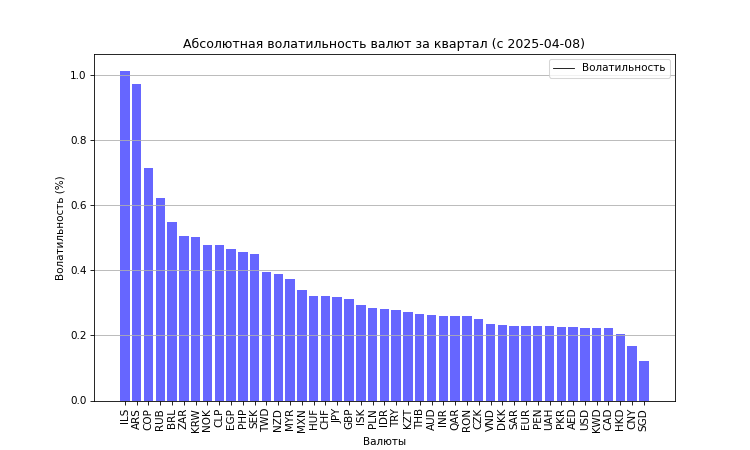 Абсолютная волатильность валют за квартал (с 2025-04-08)
Волатильность
1.0
0.8
0.6
0.4
0.2
0.0
Волатильность (%)
ILS
ARS
COP
RUB
BRL
ZAR
KRW
NOK
CLP
EGP
PHP
SEK
TWD
NZD
MYR
MXN
HUF
CHF
JPY
GBP
ISK
PLN
IDR
TRY
KZT
THB
AUD
INR
QAR
RON
CZK
VND
DKK
SAR
EUR
PEN
UAH
PKR
AED
USD
KWD
CAD
HKD
CNY
SGD
Валюты